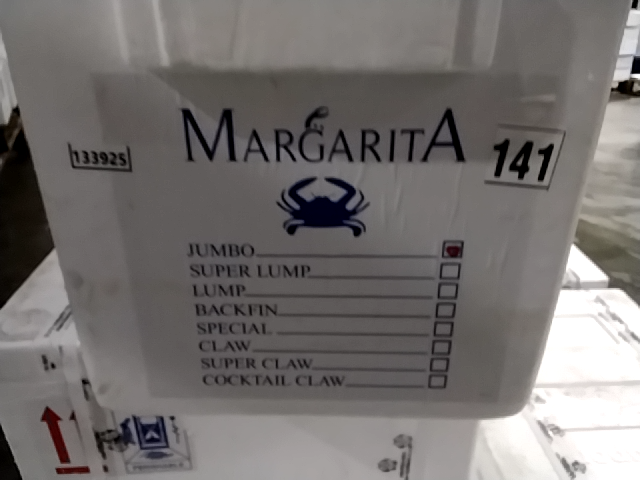 MARGARITA
133925
141
JUMBO
SUPER LUMP
LUMP
BACKFIN
SPECIAL
CLAW
SUPER CLAW
COCKTAIL CLAW